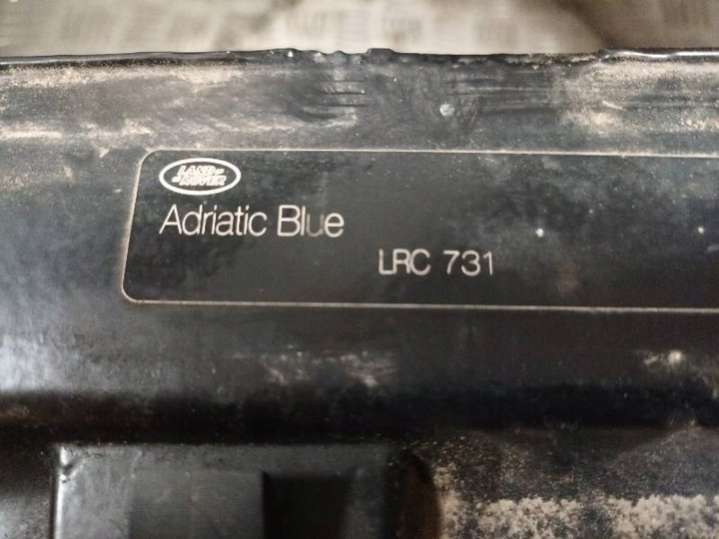 LAND
ROVER
Adriatic Blue
LRC 731